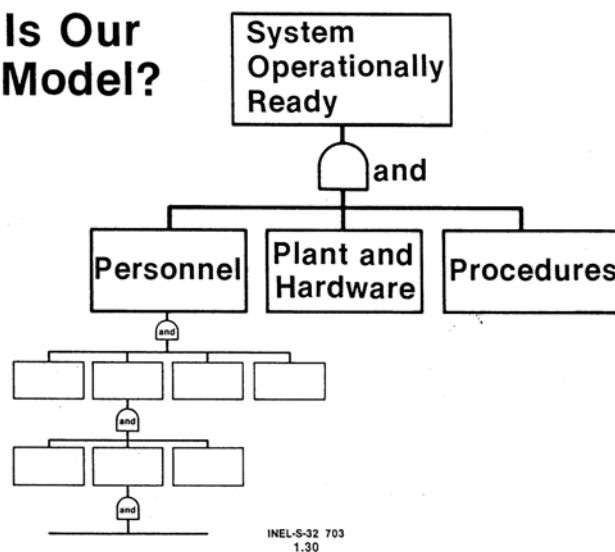 Is Our
Model?
System
Operationally
Ready
and
Personnel
Plant and
Hardware
Procedures
and
and
and
INEL-S-32 703
1.30